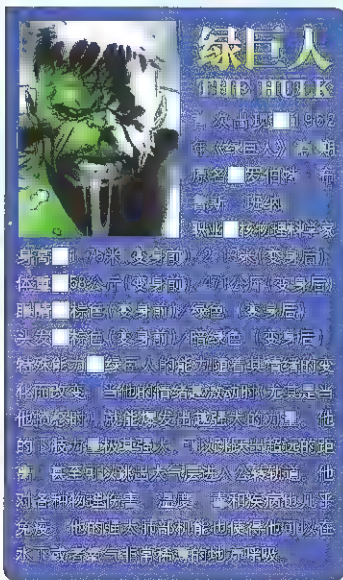 绿巨人
THE HULK
首次出现 1962
年《绿巨人》首期
原名 罗伯特·布
鲁斯·班纳
职业 核物理科学家
身高 1.75米(变身前)/2.13米(变身后)
体重 58公斤(变身前)/471公斤(变身后)
眼睛 棕色(变身前)/绿色(变身后)
头发 棕色(变身前)/暗绿色(变身后)
特殊能力 绿巨人的能力随着其情绪的变
化而改变。当他的情绪越激动时(尤其是当
他愤怒时),就能爆发出越强大的力量。他
的下肢力量极其强大,可以跳跃出超远的距
离,甚至可以跳出大气层进入公转轨道。他
对各种物理伤害、温度、毒和疾病也几乎
免疫。他的强大肺部机能也使得他可以在
水下或者空气非常稀薄的地方呼吸。